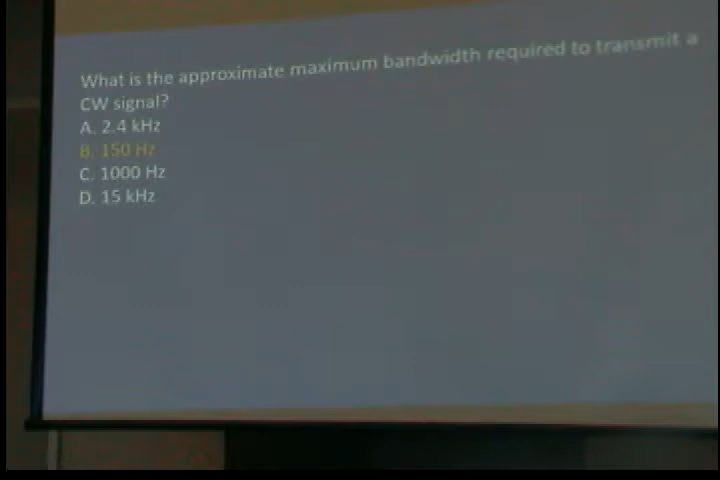 What is the approximate maximum bandwidth required to transmit a
CW signal?
A. 2.4 kHz
B. 150 Hz
C. 1000 Hz
D. 15 kHz